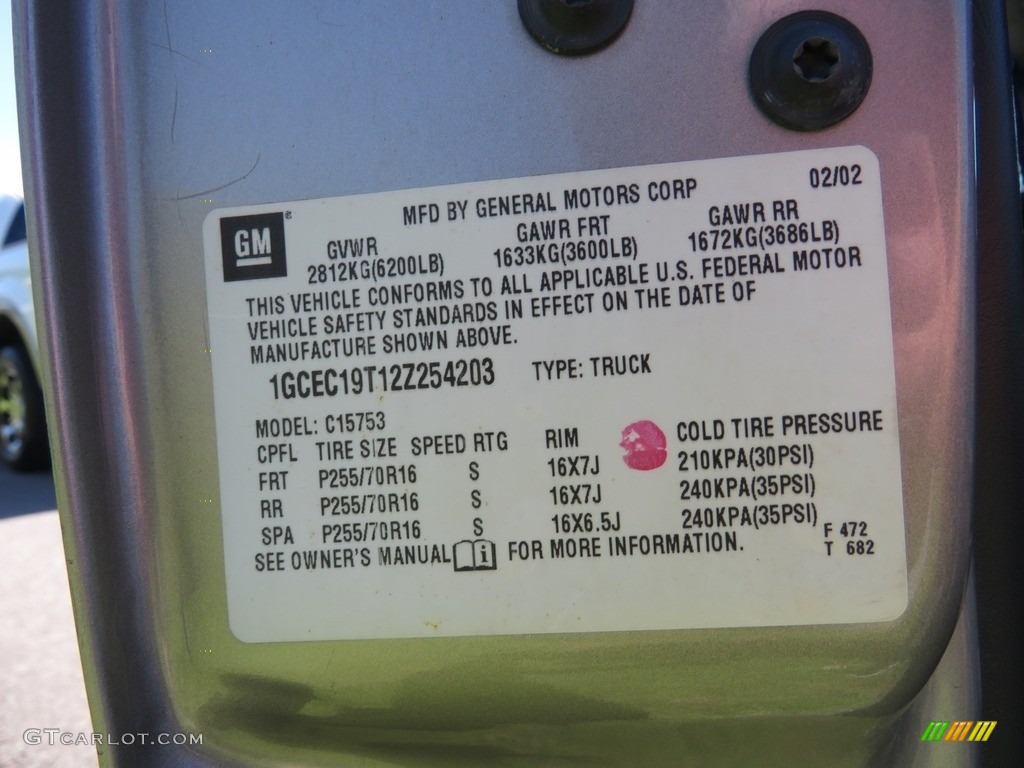 02/02
MFD BY GENERAL MOTORS CORP
GM®
GVWR GAWR FRT GAWR RR
2812KG(6200LB) 1633KG(3600LB) 1672KG(3686LB)
THIS VEHICLE CONFORMS TO ALL APPLICABLE U.S. FEDERAL MOTOR
VEHICLE SAFETY STANDARDS IN EFFECT ON THE DATE OF
MANUFACTURE SHOWN ABOVE.
1GCEC19T12Z254203 TYPE: TRUCK
MODEL: C15753
CPFL TIRE SIZE SPEED RTG RIM COLD TIRE PRESSURE
FRT P255/70R16 S 16X7J 210KPA(30PSI)
RR P255/70R16 S 16X7J 240KPA(35PSI)
SPA P255/70R16 S 16X6.5J 240KPA(35PSI)
SEE OWNER'S MANUAL i FOR MORE INFORMATION.
F 472
T 682
GTCARLOT.COM